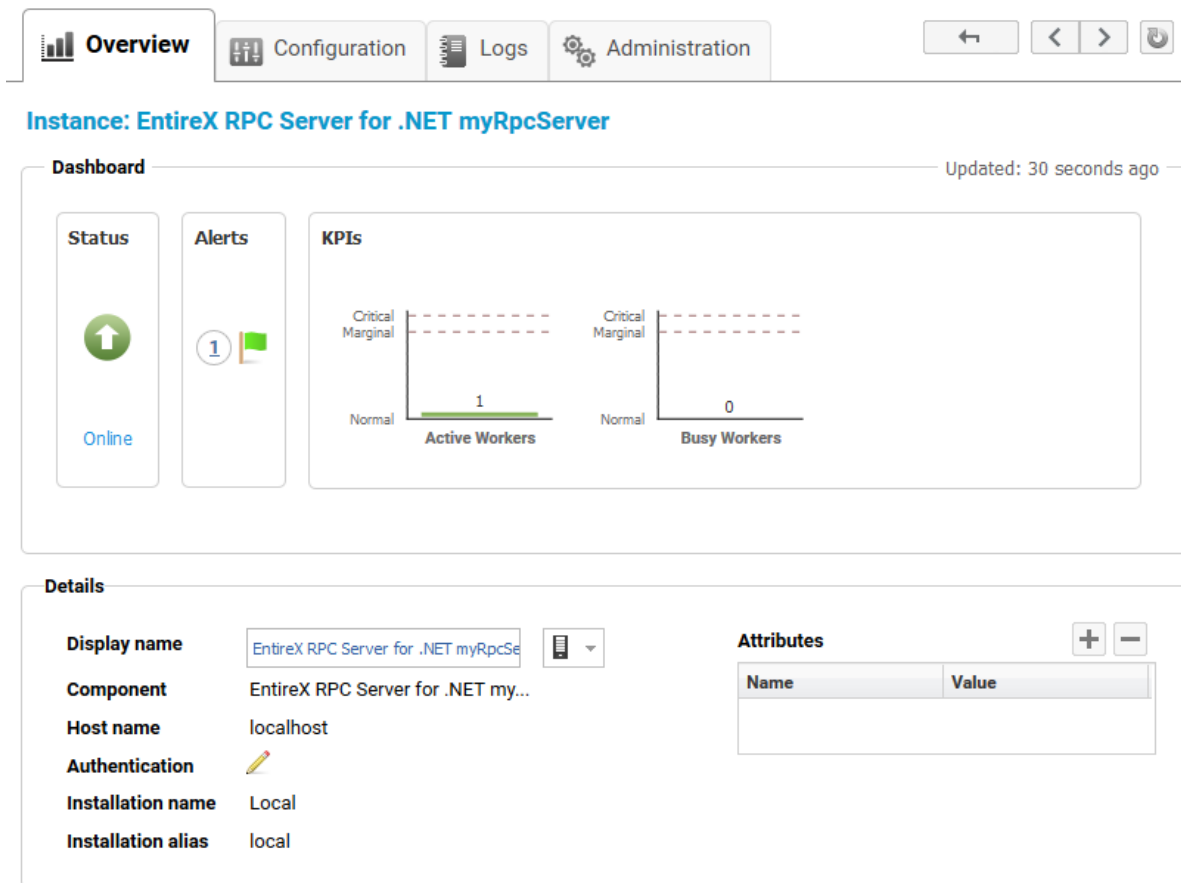 Overview Configuration Logs Administration
Instance: EntireX RPC Server for .NET myRpcServer
Dashboard Updated: 30 seconds ago
Status Alerts KPIs
Critical Critical
Marginal Marginal
1
1 0
Normal Normal
Online Active Workers Busy Workers
Details
Display name EntireX RPC Server for .NET myRpcSe Attributes
Component EntireX RPC Server for .NET my... Name Value
Host name localhost
Authentication
Installation name Local
Installation alias local